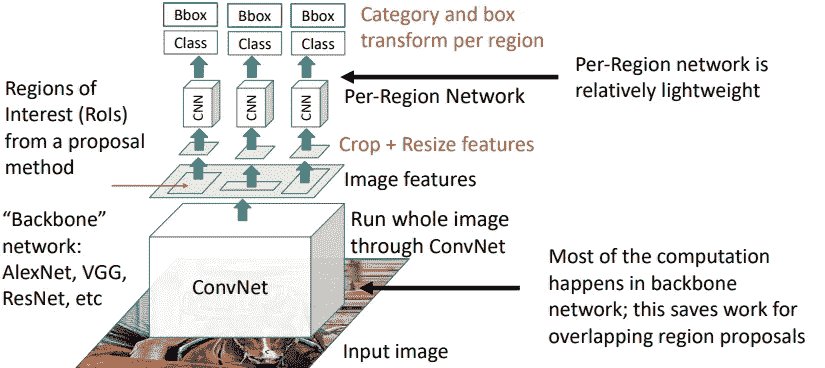 Bbox
Bbox
Bbox
Category and box
transform per region
Class
Class
Class
Regions of
Interest (RoIs)
from a proposal
method
CNN
CNN
CNN
Per-Region Network
Per-Region network is
relatively lightweight
Crop + Resize features
Image features
“Backbone”
network:
AlexNet, VGG,
ResNet, etc
Run whole image
through ConvNet
ConvNet
Most of the computation
happens in backbone
network; this saves work for
overlapping region proposals
Input image